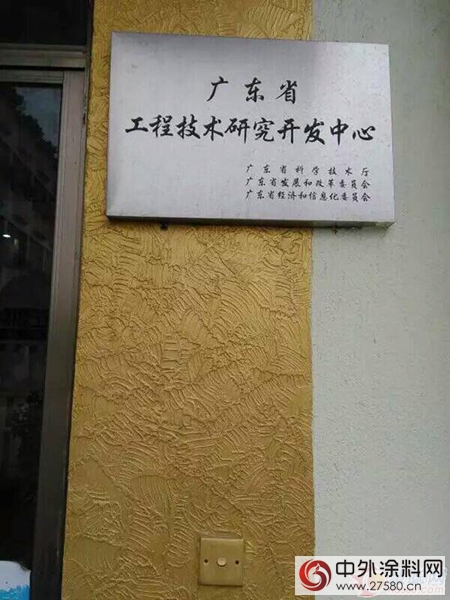 广东省
工程技术研究开发中心
广东省科学技术厅
广东省发展和改革委员会
广东省经济和信息化委员会
中外涂料网
www.27580.cn